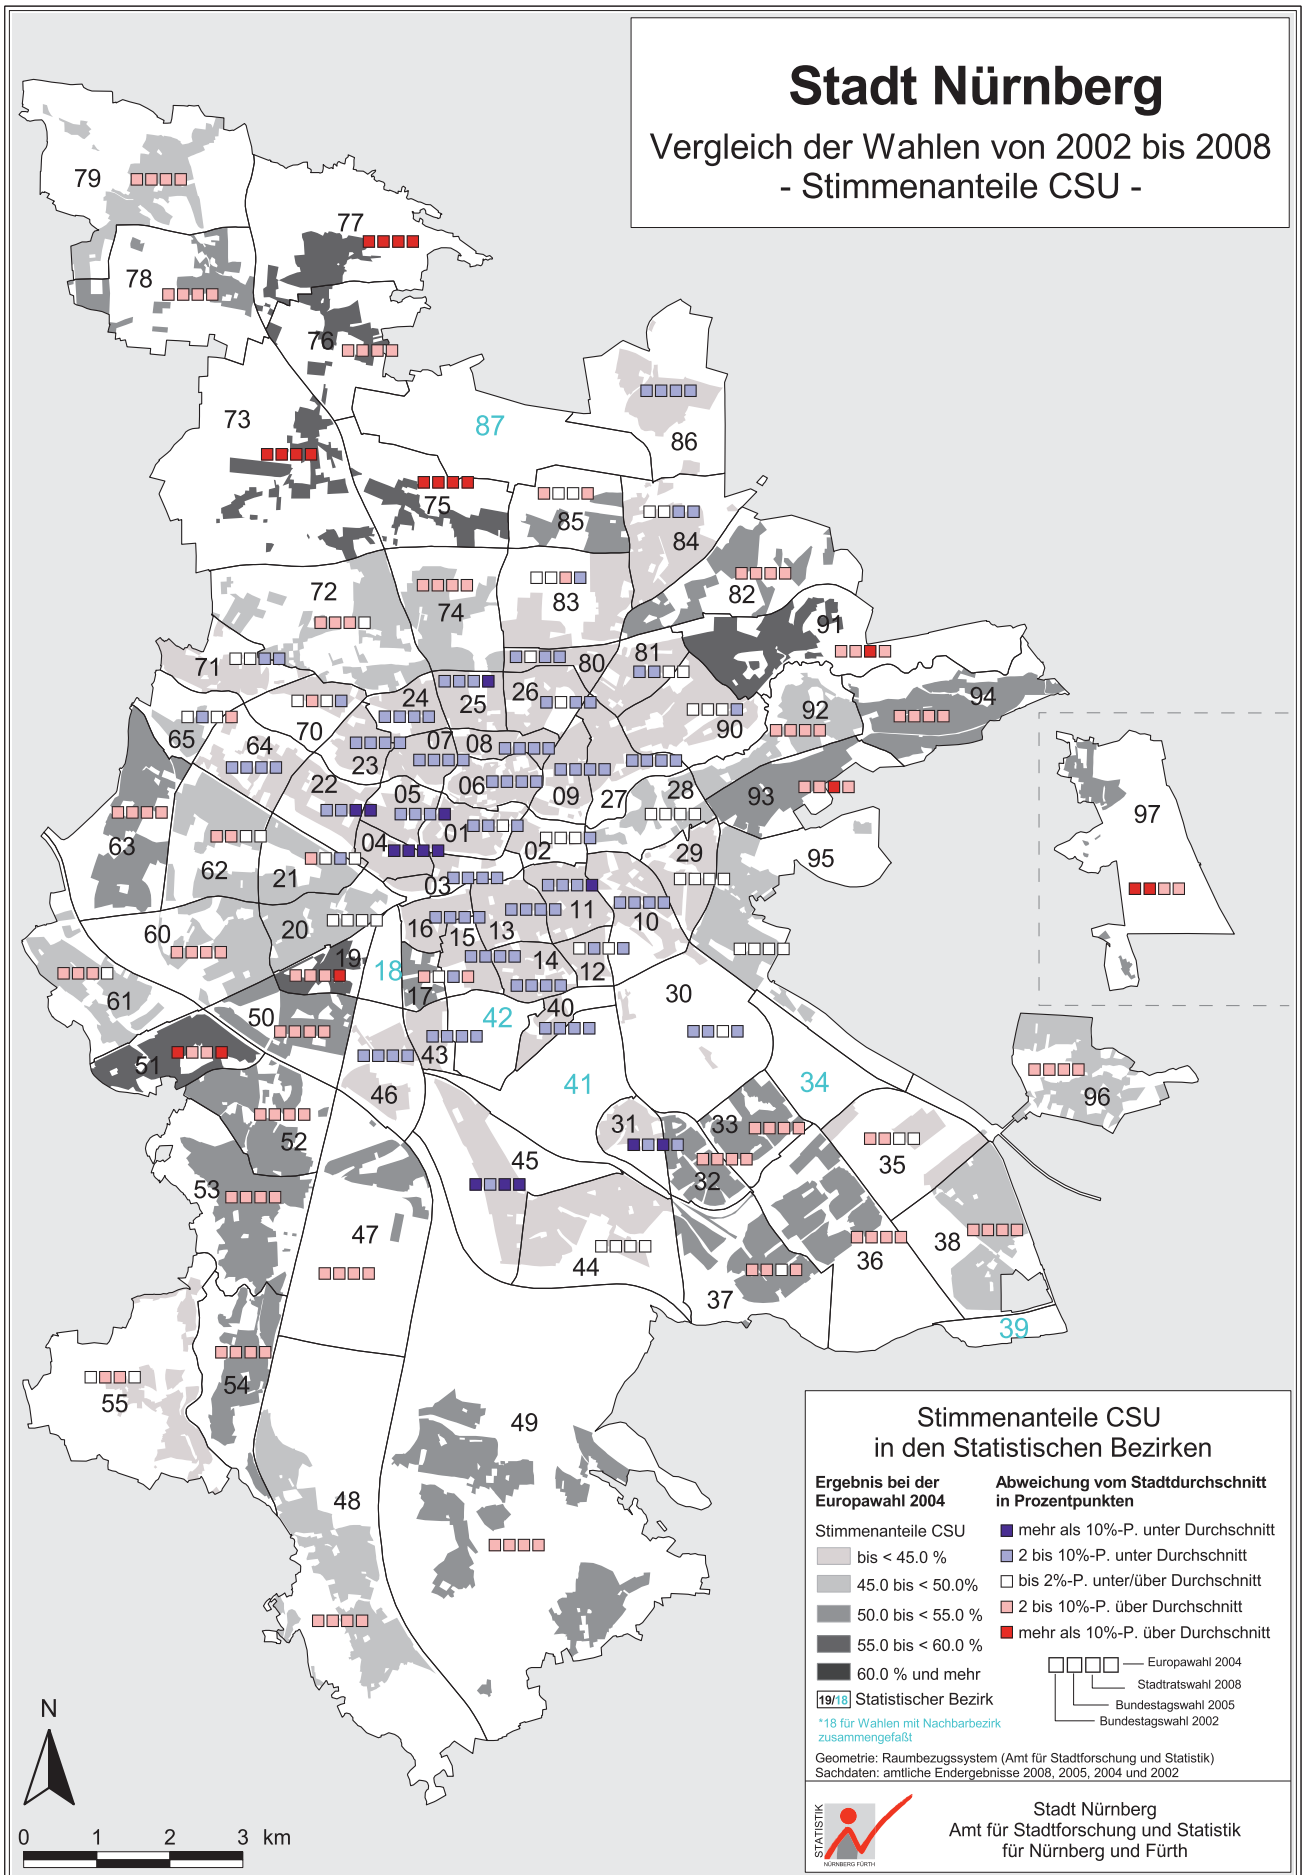 Stadt Nürnberg
Vergleich der Wahlen von 2002 bis 2008
- Stimmenanteile CSU -
79
77
78
76
73
87
86
75
85
84
82
72
74
83
91
71
80
81
94
24
25
26
90
92
65
70
07
08
64
23
06
09
27
28
93
22
05
97
63
04
01
02
29
95
62
21
03
11
10
60
20
16
15
13
19
18
14
12
61
17
30
50
42
40
51
43
46
41
34
96
52
31
33
45
32
35
53
47
44
36
38
37
39
54
55
49
48
Stimmenanteile CSU
in den Statistischen Bezirken
Ergebnis bei der
Europawahl 2004
Stimmenanteile CSU
bis < 45.0 %
45.0 bis < 50.0%
50.0 bis < 55.0 %
55.0 bis < 60.0 %
60.0 % und mehr
19/18 Statistischer Bezirk
*18 für Wahlen mit Nachbarbezirk
zusammengefaßt
Abweichung vom Stadtdurchschnitt
in Prozentpunkten
mehr als 10%-P. unter Durchschnitt
2 bis 10%-P. unter Durchschnitt
bis 2%-P. unter/über Durchschnitt
2 bis 10%-P. über Durchschnitt
mehr als 10%-P. über Durchschnitt
Europawahl 2004
Stadtratswahl 2008
Bundestagswahl 2005
Bundestagswahl 2002
Geometrie: Raumbezugssystem (Amt für Stadtforschung und Statistik)
Sachdaten: amtliche Endergebnisse 2008, 2005, 2004 und 2002
STATISTIK
NÜRNBERG FÜRTH
Stadt Nürnberg
Amt für Stadtforschung und Statistik
für Nürnberg und Fürth
N
0 1 2 3 km